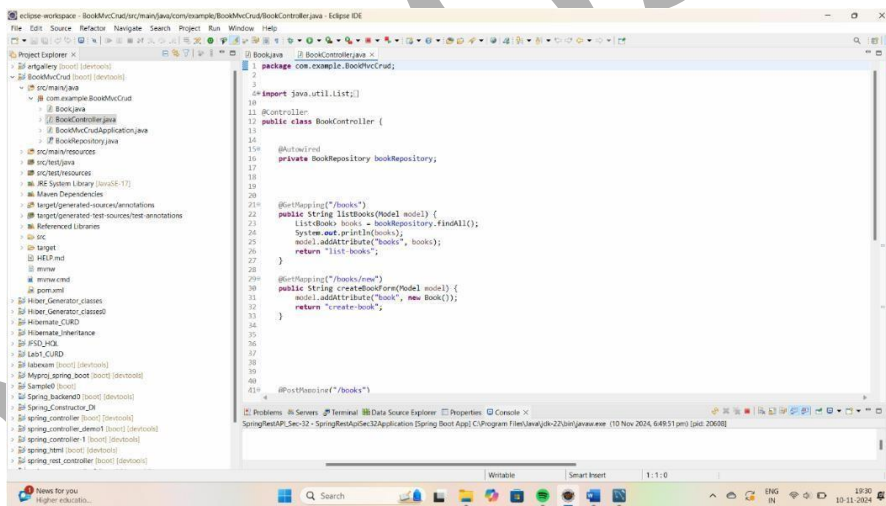 eclipse-workspace - BookMvcCrud/src/main/java/com/example/BookMvcCrud/BookController.java - Eclipse IDE
File Edit Source Refactor Navigate Search Project Run Window Help
Project Explorer ×
Book.java BookController.java ×
artgallery [boot] [devtools]
BookMvcCrud [boot] [devtools]
src/main/java
com.example.BookMvcCrud
Book.java
BookController.java
BookMvcCrudApplication.java
BookRepository.java
src/main/resources
src/test/java
src/test/resources
JRE System Library [JavaSE-17]
Maven Dependencies
target/generated-sources/annotations
target/generated-test-sources/test-annotations
Referenced Libraries
src
target
HELP.md
mvnw
mvnw.cmd
pom.xml
Hiber_Generator_classes
Hiber_Generator_classes0
Hibernate_CURD
Hibernate_Inheritance
JFSD_HQL
Lab1_CURD
labexam [boot] [devtools]
Myproj_spring_boot [boot] [devtools]
Sample0 [boot]
Spring_backend0 [boot] [devtools]
Spring_Constructor_DI
spring_controller [boot] [devtools]
spring_controller_demo1 [boot] [devtools]
spring_controller-1 [boot] [devtools]
spring_html [boot] [devtools]
spring_rest_controller [boot] [devtools]
1 package com.example.BookMvcCrud;
2
3
4 import java.util.List;
10
11 @Controller
12 public class BookController {
13
14
15 @Autowired
16 private BookRepository bookRepository;
17
18
19
20
21 @GetMapping("/books")
22 public String listBooks(Model model) {
23 List<Book> books = bookRepository.findAll();
24 System.out.println(books);
25 model.addAttribute("books", books);
26 return "list-books";
27 }
28
29 @GetMapping("/books/new")
30 public String createBookForm(Model model) {
31 model.addAttribute("book", new Book());
32 return "create-book";
33 }
34
35
36
37
38
39
40
41 @PostMapping("/books")
Problems Servers Terminal Data Source Explorer Properties Console ×
SpringRestAPI_Sec-32 - SpringRestApiSec32Application [Spring Boot App] C:\Program Files\Java\jdk-22\bin\javaw.exe (10 Nov 2024, 6:49:51 pm) [pid: 20608]
Writable Smart Insert 1 : 1 : 0
News for you
Higher educatio...
Search
ENG
IN
19:30
10-11-2024